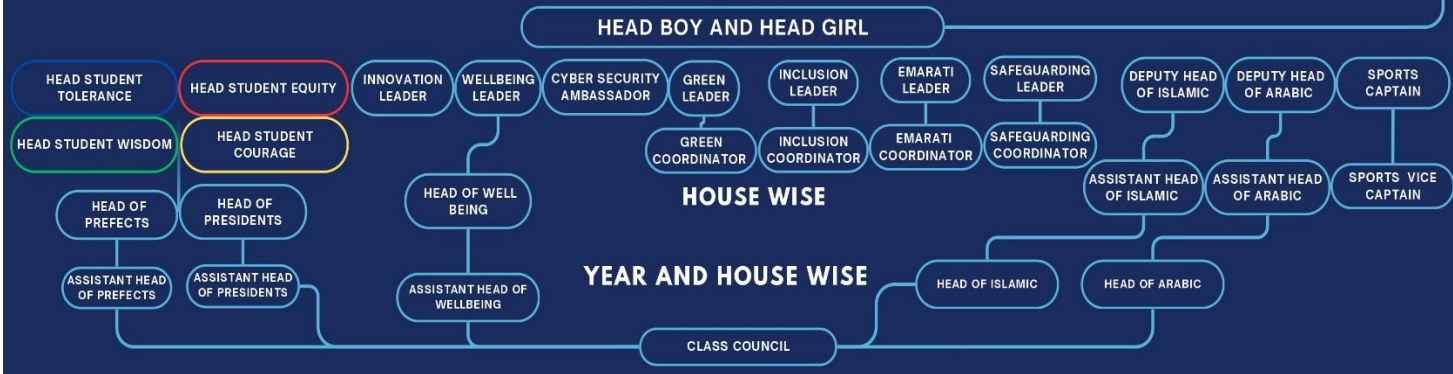 HEAD BOY AND HEAD GIRL
HEAD STUDENT
TOLERANCE
HEAD STUDENT EQUITY
INNOVATION
LEADER
WELLBEING
LEADER
CYBER SECURITY
AMBASSADOR
GREEN
LEADER
INCLUSION
LEADER
EMARATI
LEADER
SAFEGUARDING
LEADER
DEPUTY HEAD
OF ISLAMIC
DEPUTY HEAD
OF ARABIC
SPORTS
CAPTAIN
HEAD STUDENT WISDOM
HEAD STUDENT
COURAGE
GREEN
COORDINATOR
INCLUSION
COORDINATOR
EMARATI
COORDINATOR
SAFEGUARDING
COORDINATOR
HEAD OF
PREFECTS
HEAD OF
PRESIDENTS
HEAD OF WELL
BEING
HOUSE WISE
ASSISTANT HEAD
OF ISLAMIC
ASSISTANT HEAD
OF ARABIC
SPORTS VICE
CAPTAIN
ASSISTANT HEAD
OF PREFECTS
ASSISTANT HEAD
OF PRESIDENTS
ASSISTANT HEAD OF
WELLBEING
YEAR AND HOUSE WISE
HEAD OF ISLAMIC
HEAD OF ARABIC
CLASS COUNCIL